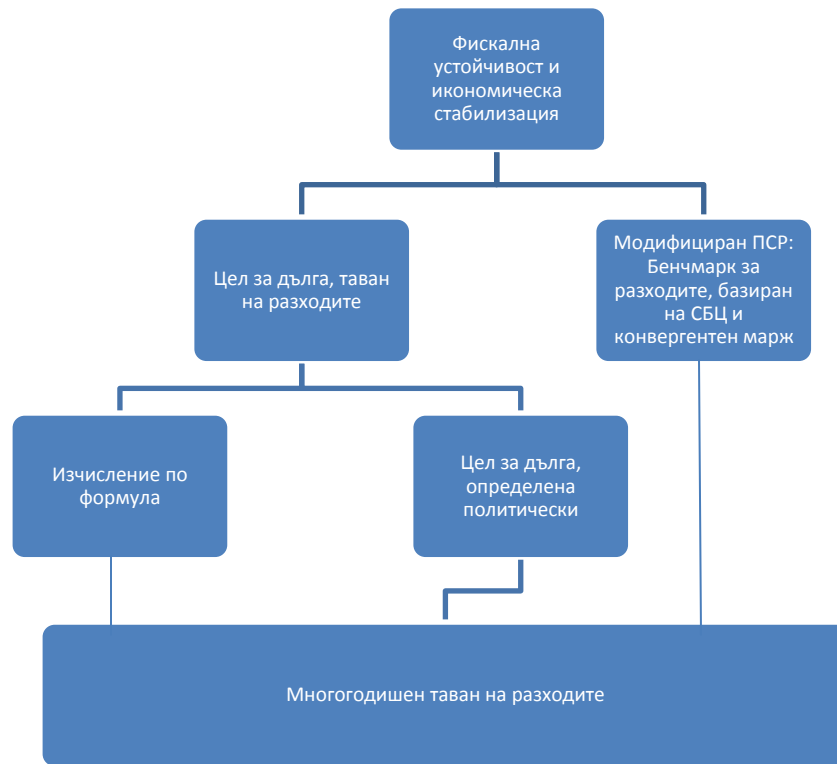 Фискална
устойчивост и
икономическа
стабилизация
Цел за дълга, таван
на разходите
Модифициран ПСР:
Бенчмарк за
разходите, базиран
на СБЦ и
конвергентен марж
Изчисление по
формула
Цел за дълга,
определена
политически
Многогодишен таван на разходите